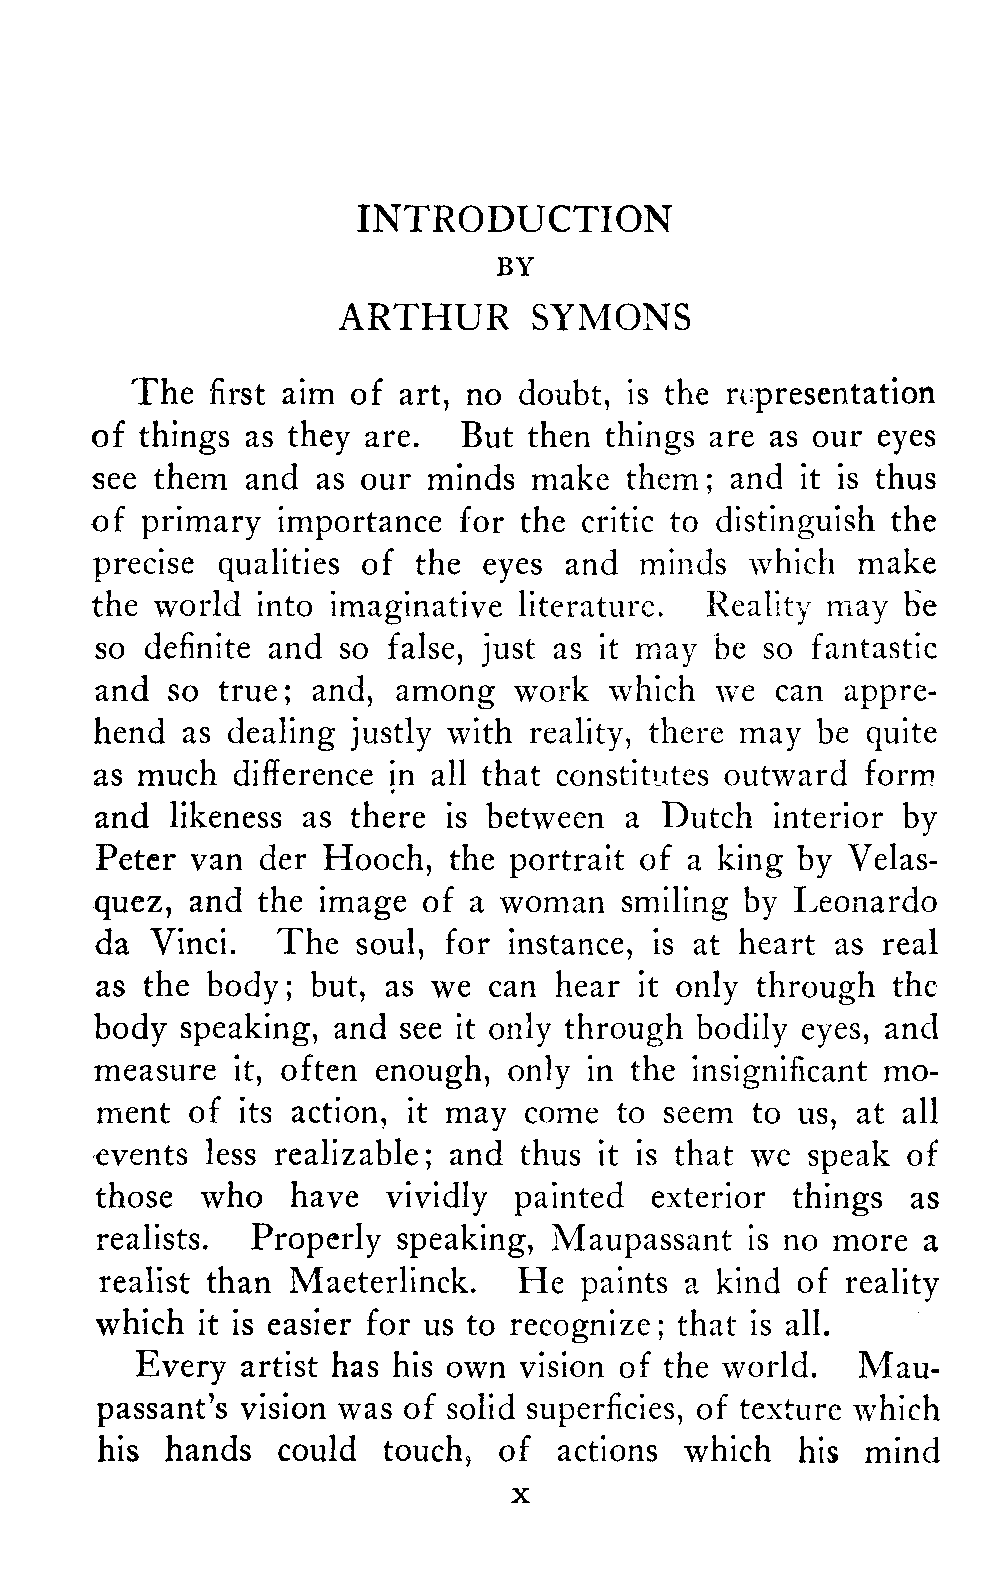 INTRODUCTION
BY
ARTHUR SYMONS
The first aim of art, no doubt, is the representation
of things as they are. But then things are as our eyes
see them and as our minds make them; and it is thus
of primary importance for the critic to distinguish the
precise qualities of the eyes and minds which make
the world into imaginative literature. Reality may be
so definite and so false, just as it may be so fantastic
and so true; and, among work which we can appre-
hend as dealing justly with reality, there may be quite
as much difference in all that constitutes outward form
and likeness as there is between a Dutch interior by
Peter van der Hooch, the portrait of a king by Velas-
quez, and the image of a woman smiling by Leonardo
da Vinci. The soul, for instance, is at heart as real
as the body; but, as we can hear it only through the
body speaking, and see it only through bodily eyes, and
measure it, often enough, only in the insignificant mo-
ment of its action, it may come to seem to us, at all
events less realizable; and thus it is that we speak of
those who have vividly painted exterior things as
realists. Properly speaking, Maupassant is no more a
realist than Maeterlinck. He paints a kind of reality
which it is easier for us to recognize; that is all.
Every artist has his own vision of the world. Mau-
passant's vision was of solid superficies, of texture which
his hands could touch, of actions which his mind
x